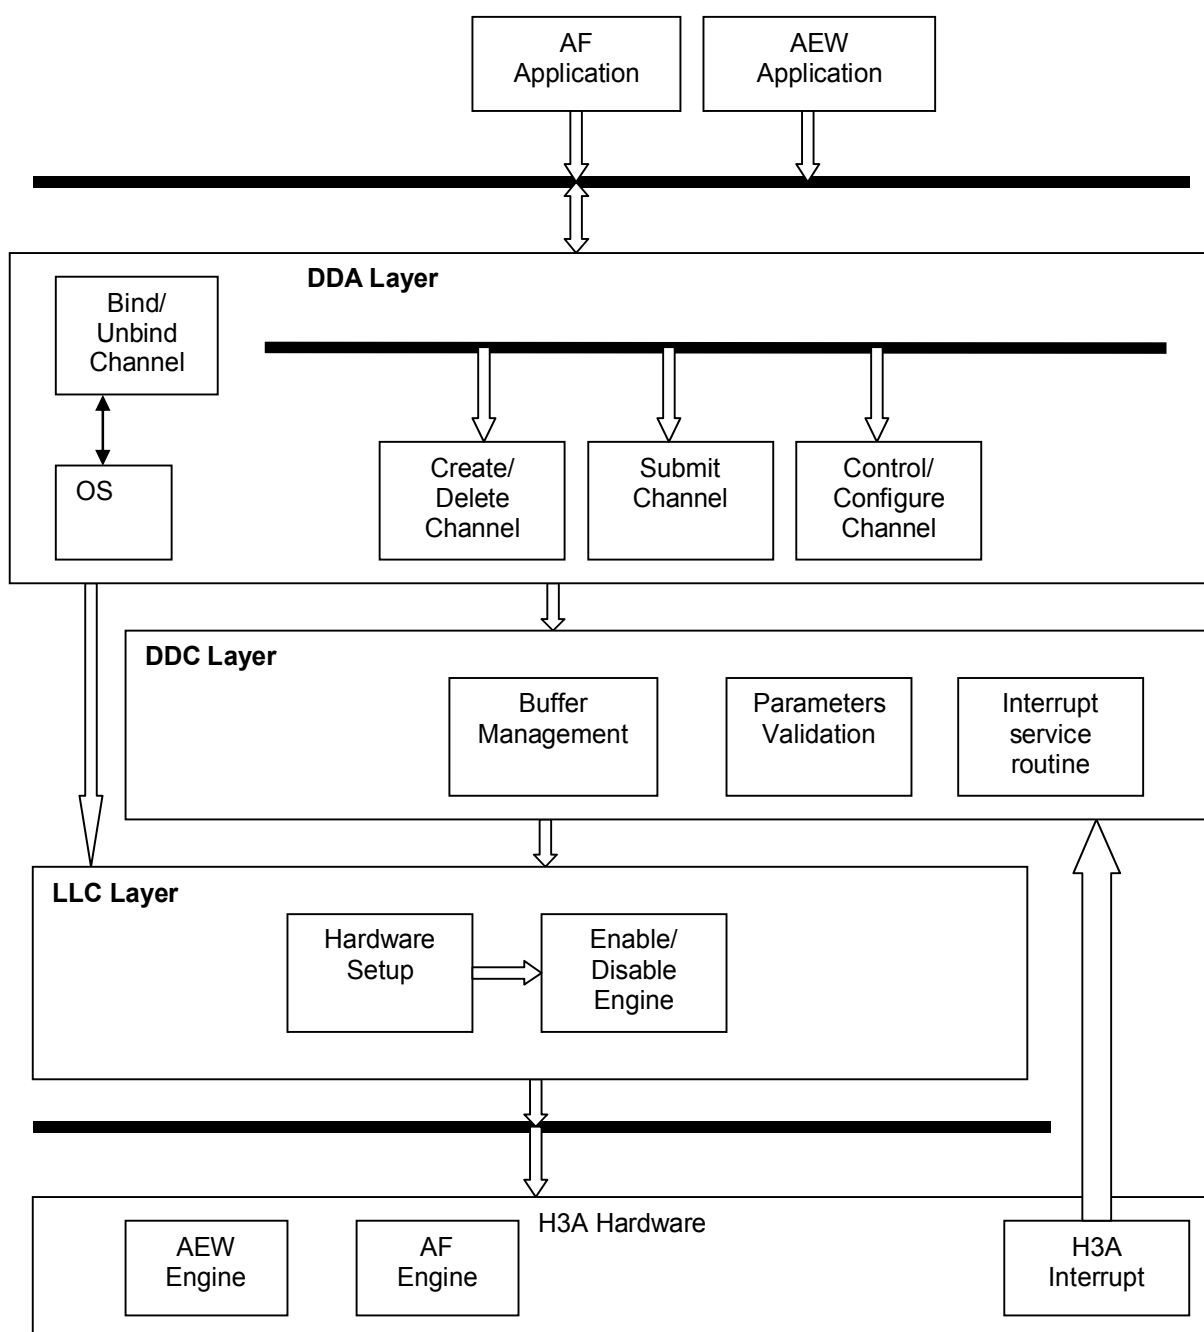 AF
Application
AEW
Application
DDA Layer
Bind/
Unbind
Channel
OS
Create/
Delete
Channel
Submit
Channel
Control/
Configure
Channel
DDC Layer
Buffer
Management
Parameters
Validation
Interrupt
service
routine
LLC Layer
Hardware
Setup
Enable/
Disable
Engine
H3A Hardware
AEW
Engine
AF
Engine
H3A
Interrupt